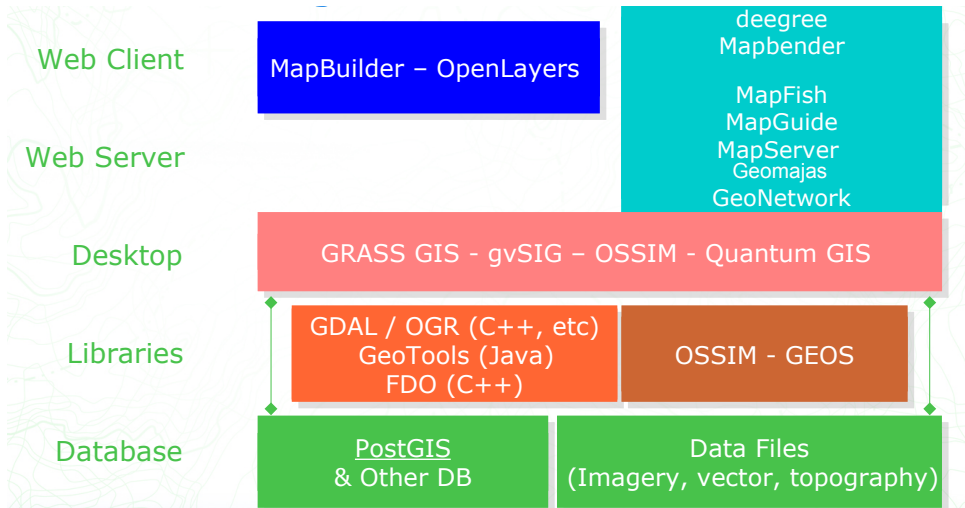 Web Client
MapBuilder – OpenLayers
deegree
Mapbender
MapFish
MapGuide
Web Server
MapServer
Geomajas
GeoNetwork
Desktop
GRASS GIS - gvSIG – OSSIM - Quantum GIS
Libraries
GDAL / OGR (C++, etc)
GeoTools (Java)
FDO (C++)
OSSIM - GEOS
Database
PostGIS
& Other DB
Data Files
(Imagery, vector, topography)